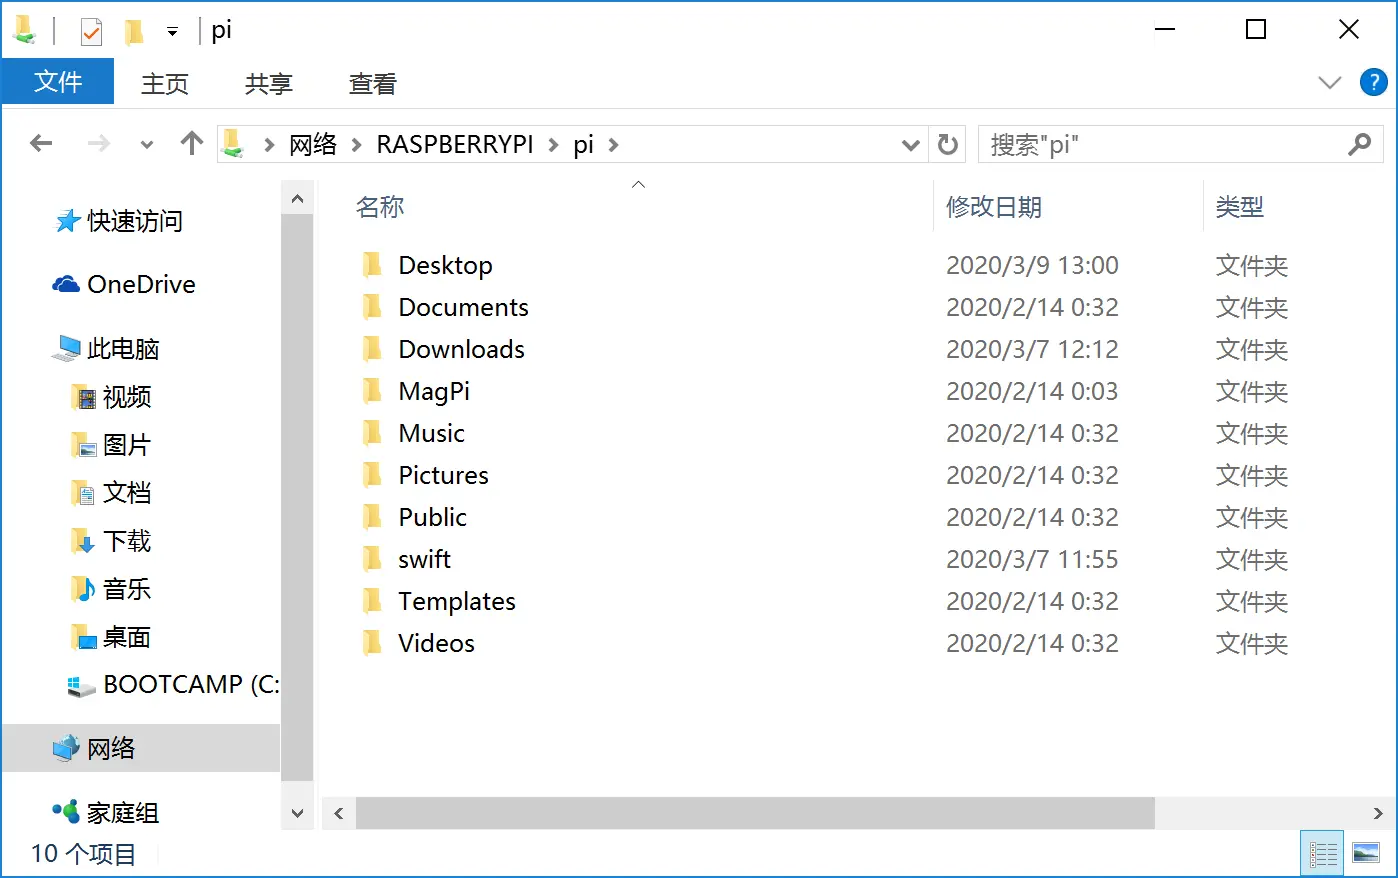 pi
文件 主页 共享 查看
网络 RASPBERRYPI pi 搜索"pi"
快速访问
OneDrive
此电脑
视频
图片
文档
下载
音乐
桌面
BOOTCAMP (C:
网络
家庭组
名称 修改日期 类型
Desktop 2020/3/9 13:00 文件夹
Documents 2020/2/14 0:32 文件夹
Downloads 2020/3/7 12:12 文件夹
MagPi 2020/2/14 0:03 文件夹
Music 2020/2/14 0:32 文件夹
Pictures 2020/2/14 0:32 文件夹
Public 2020/2/14 0:32 文件夹
swift 2020/3/7 11:55 文件夹
Templates 2020/2/14 0:32 文件夹
Videos 2020/2/14 0:32 文件夹
10 个项目